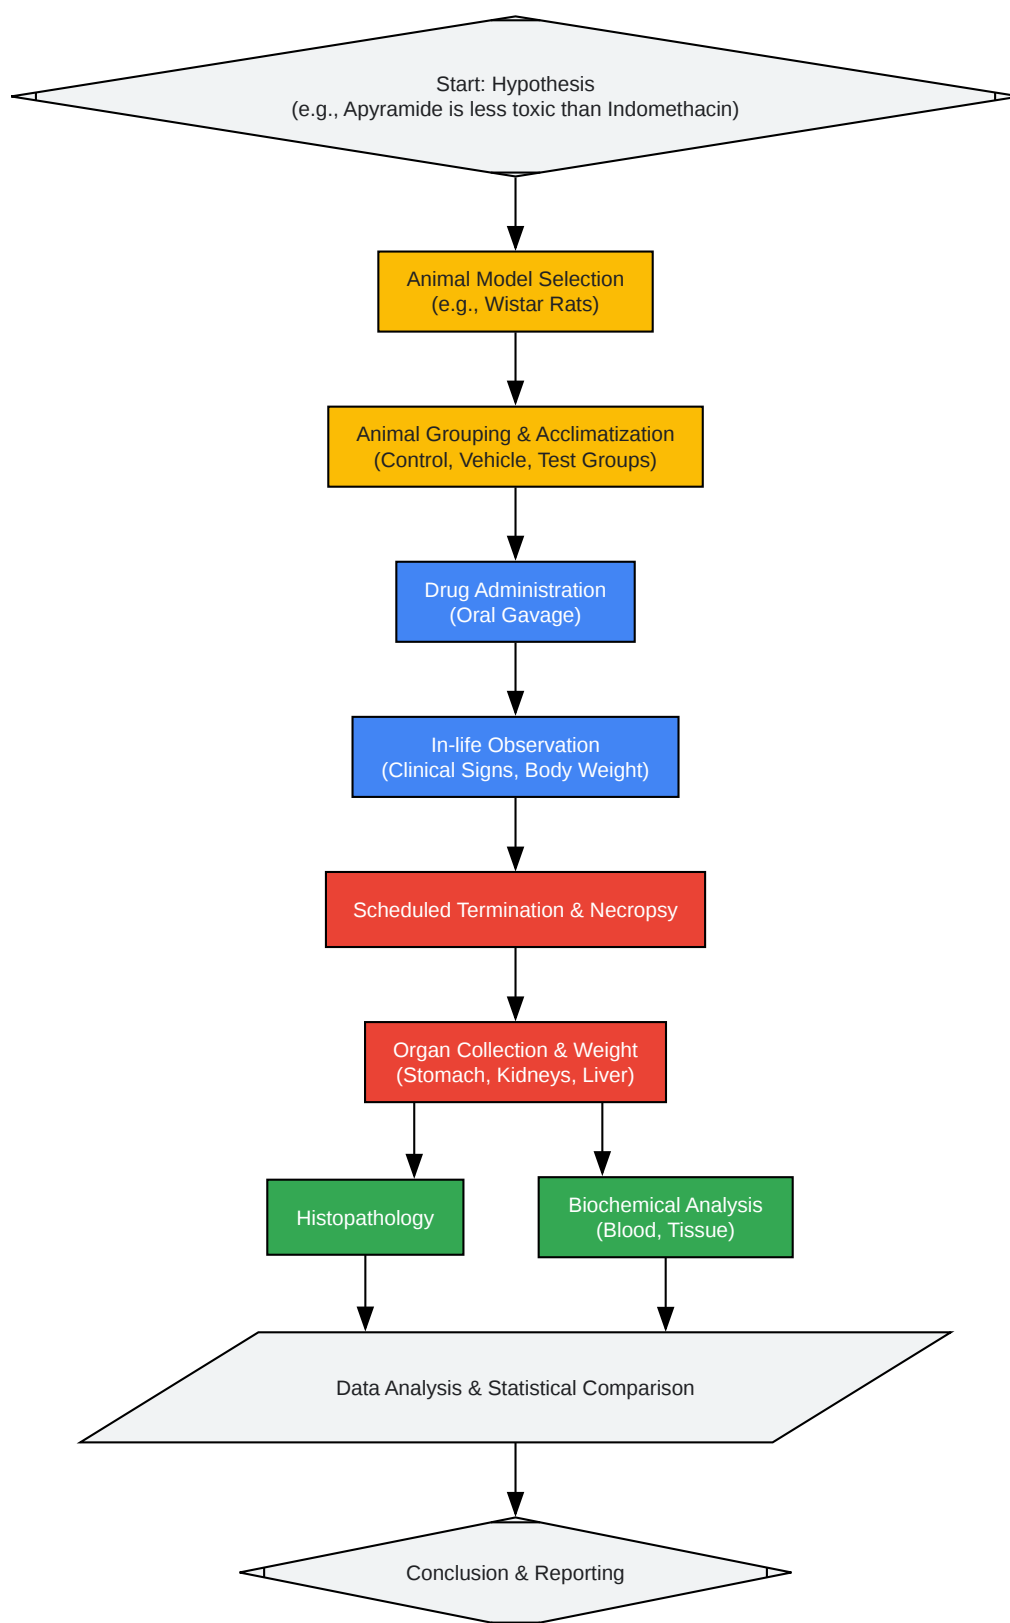 Start: Hypothesis
(e.g., Apyramide is less toxic than Indomethacin)
Animal Model Selection
(e.g., Wistar Rats)
Animal Grouping & Acclimatization
(Control, Vehicle, Test Groups)
Drug Administration
(Oral Gavage)
In-life Observation
(Clinical Signs, Body Weight)
Scheduled Termination & Necropsy
Organ Collection & Weight
(Stomach, Kidneys, Liver)
Histopathology
Biochemical Analysis
(Blood, Tissue)
Data Analysis & Statistical Comparison
Conclusion & Reporting